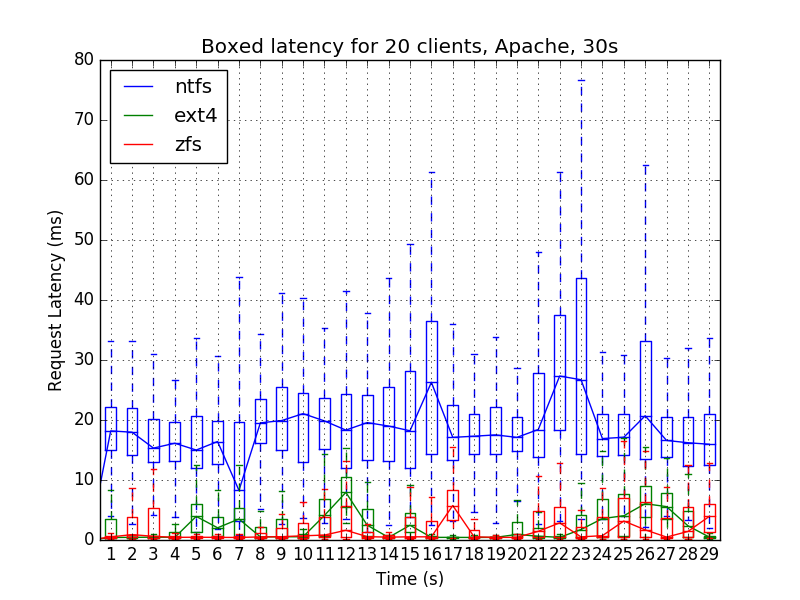 Boxed latency for 20 clients, Apache, 30s
80
70
60
50
40
30
20
10
0
Request Latency (ms)
ntfs
ext4
zfs
1 2 3 4 5 6 7 8 9 10 11 12 13 14 15 16 17 18 19 20 21 22 23 24 25 26 27 28 29
Time (s)